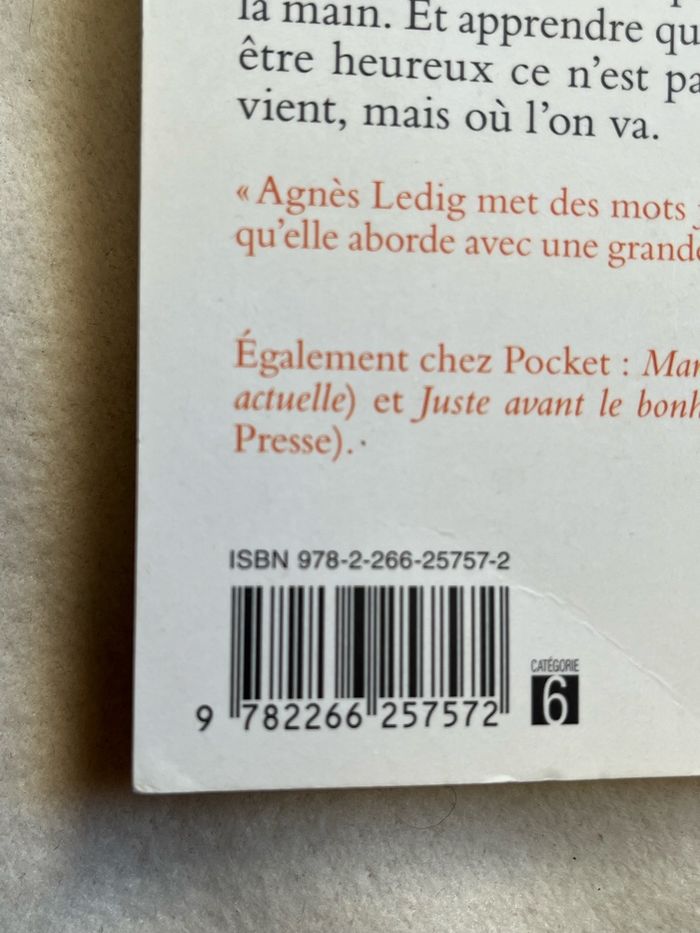 la main. Et apprendre qu
être heureux ce n'est pa
vient, mais où l'on va.
« Agnès Ledig met des mots
qu'elle aborde avec une grande
Également chez Pocket : Mar
actuelle) et Juste avant le bonh
Presse).
ISBN 978-2-266-25757-2
CATÉGORIE
6
9 782266 257572